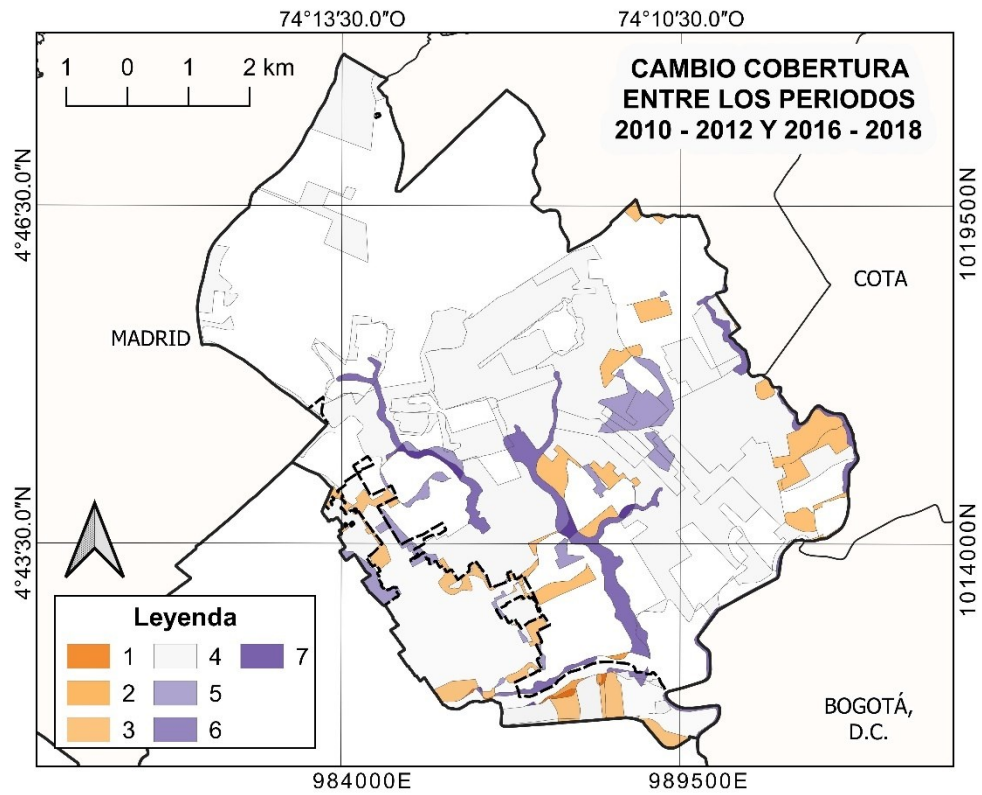 74°13'30.0"O
74°10'30.0"O
1 0 1 2 km
CAMBIO COBERTURA
ENTRE LOS PERIODOS
2010 - 2012 Y 2016 - 2018
4°46'30.0"N
1019500N
COTA
MADRID
4°43'30.0"N
1014000N
Leyenda
1 4 7
2 5
3 6
BOGOTÁ,
D.C.
984000E
989500E